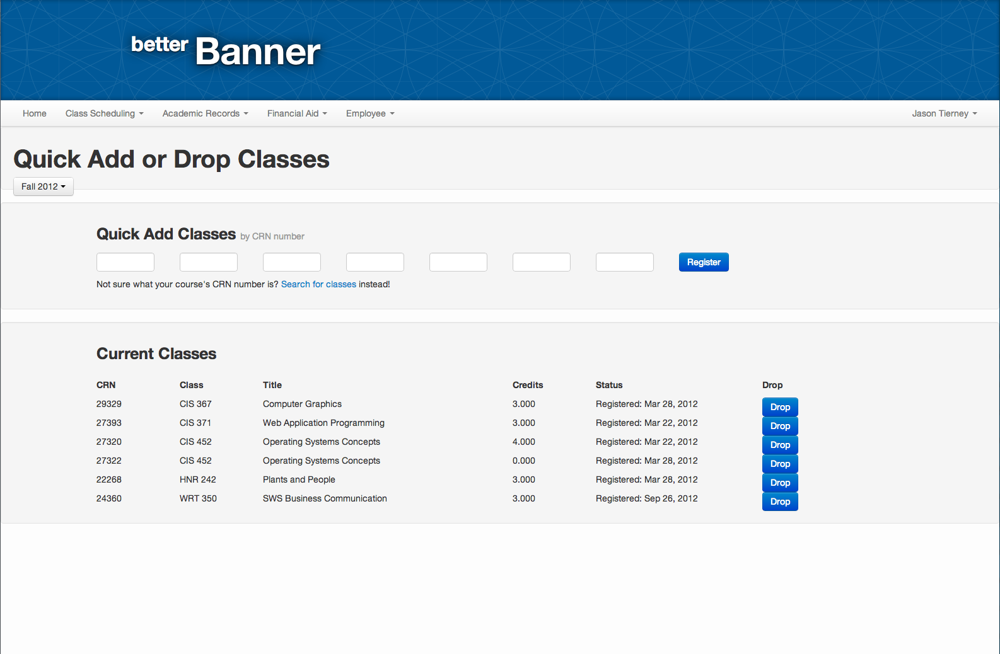 better Banner
Home Class Scheduling Academic Records Financial Aid Employee Jason Tierney
Quick Add or Drop Classes
Fall 2012
Quick Add Classes by CRN number
Register
Not sure what your course's CRN number is? Search for classes instead!
Current Classes
CRN Class Title Credits Status Drop
29329 CIS 367 Computer Graphics 3.000 Registered: Mar 28, 2012 Drop
27393 CIS 371 Web Application Programming 3.000 Registered: Mar 22, 2012 Drop
27320 CIS 452 Operating Systems Concepts 4.000 Registered: Mar 22, 2012 Drop
27322 CIS 452 Operating Systems Concepts 0.000 Registered: Mar 28, 2012 Drop
22268 HNR 242 Plants and People 3.000 Registered: Mar 28, 2012 Drop
24360 WRT 350 SWS Business Communication 3.000 Registered: Sep 26, 2012 Drop